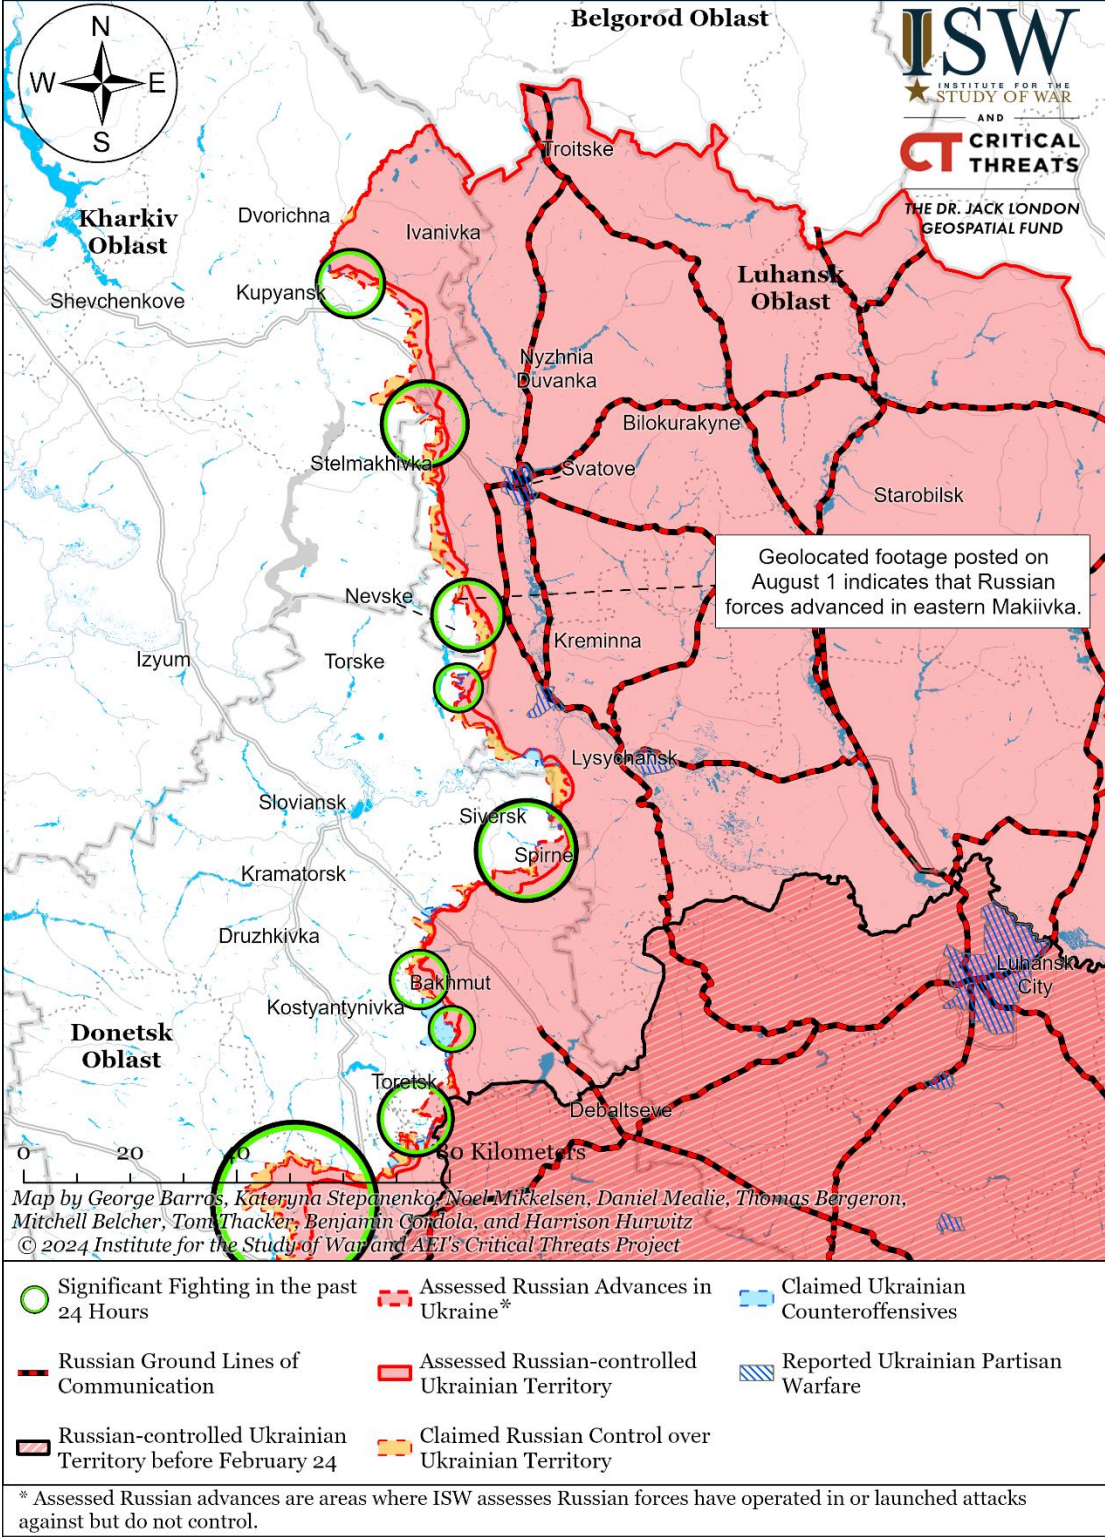 Belgorod Oblast
N
W
E
S
ISW
INSTITUTE FOR THE
STUDY OF WAR
AND
CT CRITICAL
THREATS
THE DR. JACK LONDON
GEOSPATIAL FUND
Troitske
Kharkiv
Oblast
Dvorichna
Ivanivka
Luhansk
Oblast
Shevchenkove
Kupyansk
Nyzhnia
Duvanka
Bilokurakyne
Stelmakhivka
Svatove
Starobilsk
Geolocated footage posted on
August 1 indicates that Russian
forces advanced in eastern Makiivka.
Nevske
Kreminna
Izyum
Torske
Lysychansk
Sloviansk
Siversk
Spirne
Kramatorsk
Druzhkivka
Bakhmut
Luhansk
City
Kostyantynivka
Donetsk
Oblast
Toretsk
Debaltseve
0
20
40
80 Kilometers
Map by George Barros, Kateryna Stepanenko, Noel Mikkelsen, Daniel Mealie, Thomas Bergeron,
Mitchell Belcher, Tom Thacker, Benjamin Cordola, and Harrison Hurwitz
© 2024 Institute for the Study of War and AEI's Critical Threats Project
Significant Fighting in the past
24 Hours
Assessed Russian Advances in
Ukraine*
Claimed Ukrainian
Counteroffensives
Russian Ground Lines of
Communication
Assessed Russian-controlled
Ukrainian Territory
Reported Ukrainian Partisan
Warfare
Russian-controlled Ukrainian
Territory before February 24
Claimed Russian Control over
Ukrainian Territory
* Assessed Russian advances are areas where ISW assesses Russian forces have operated in or launched attacks
against but do not control.